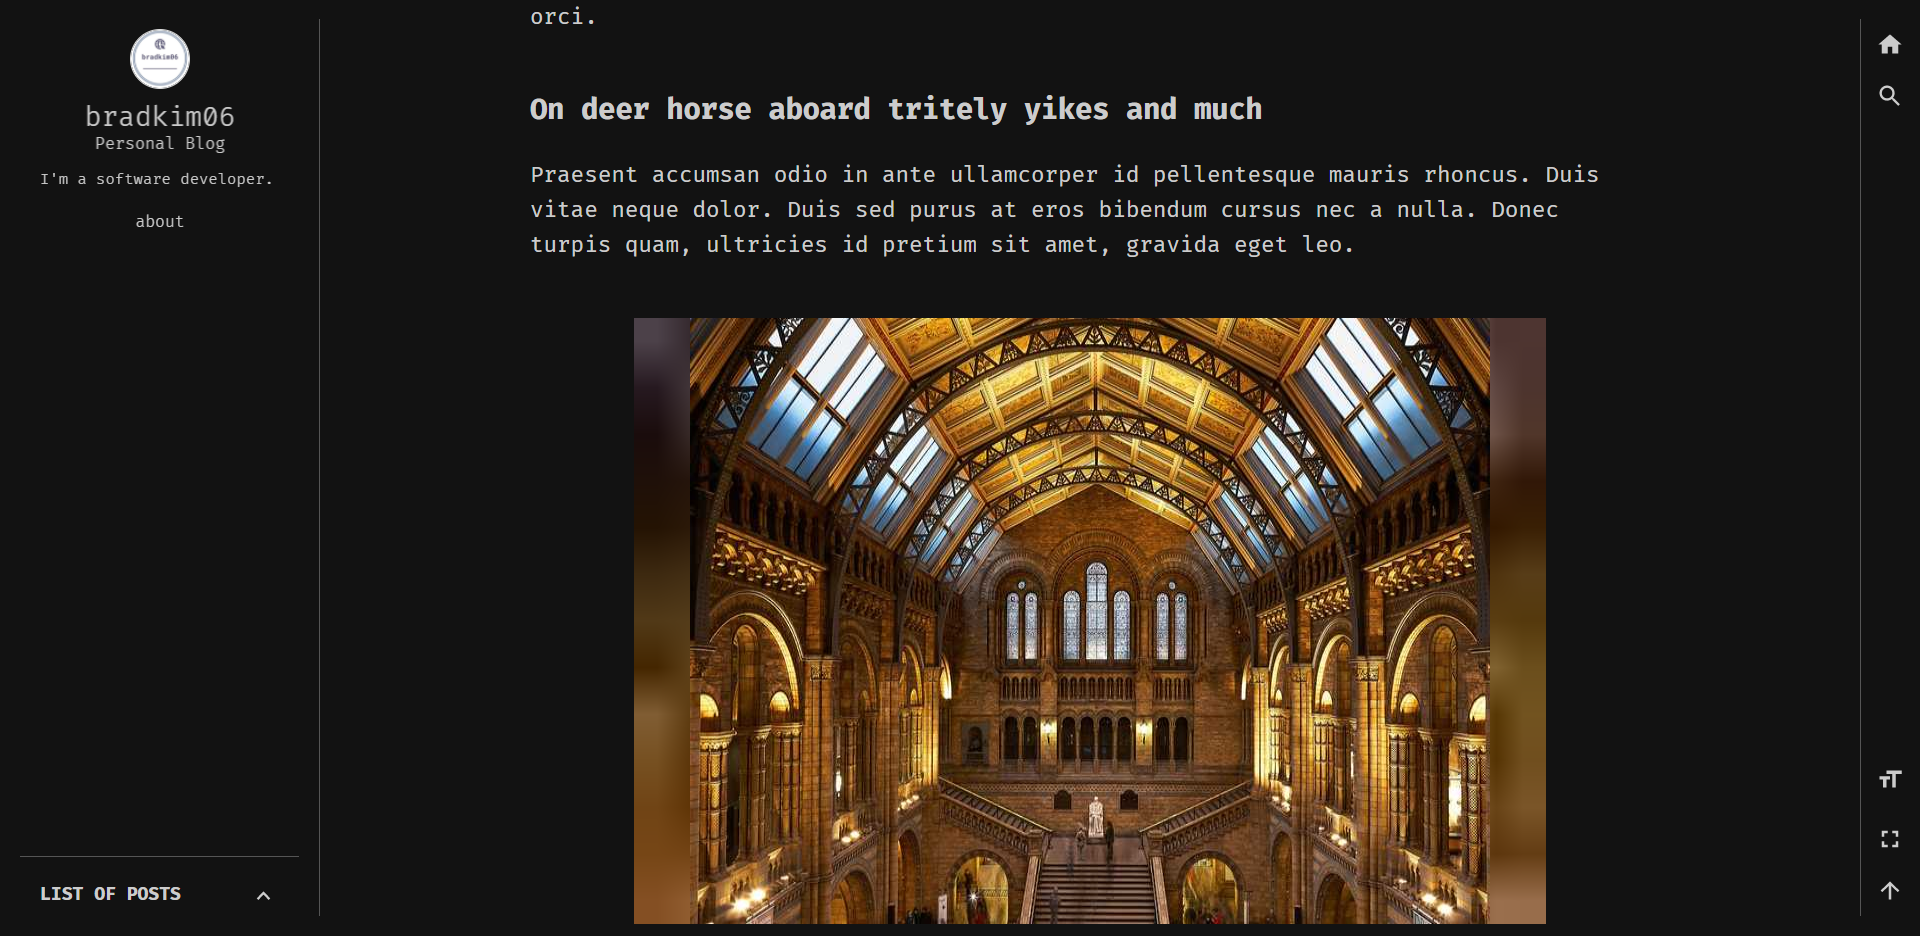 bradkim06
bradkim06
Personal Blog
I'm a software developer.
about
LIST OF POSTS
orci.
On deer horse aboard tritely yikes and much
Praesent accumsan odio in ante ullamcorper id pellentesque mauris rhoncus. Duis
vitae neque dolor. Duis sed purus at eros bibendum cursus nec a nulla. Donec
turpis quam, ultricies id pretium sit amet, gravida eget leo.